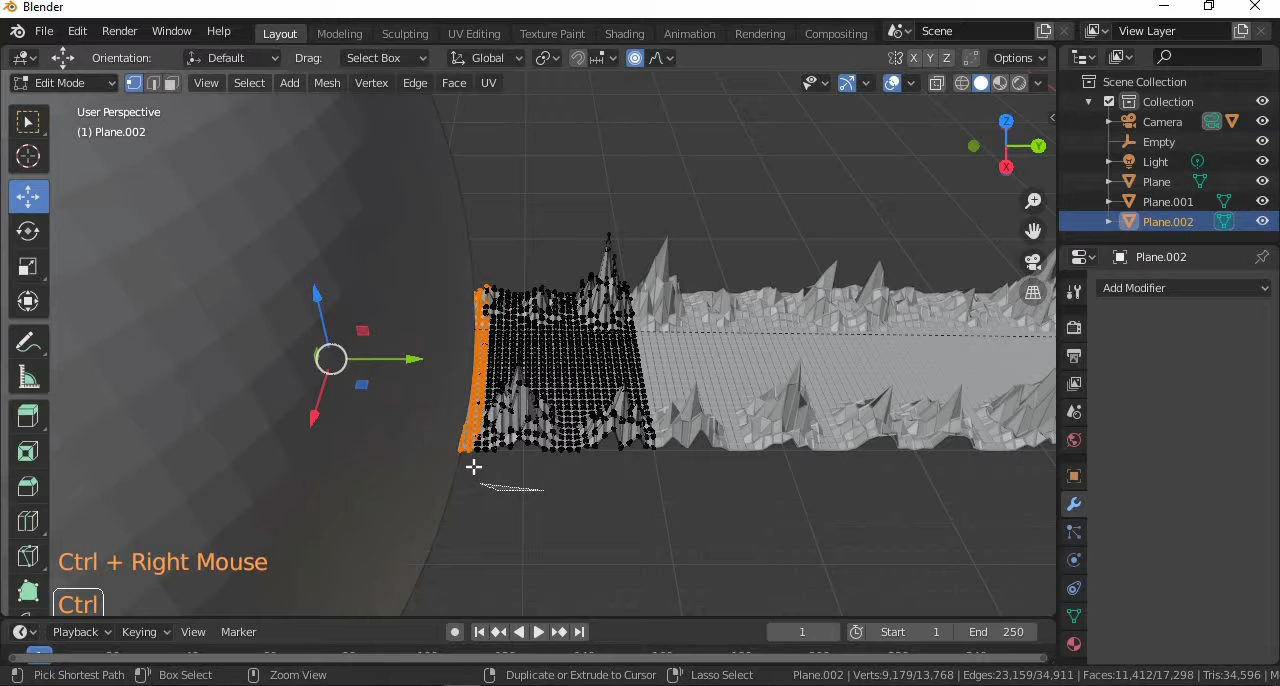 Blender
File Edit Render Window Help Layout Modeling Sculpting UV Editing Texture Paint Shading Animation Rendering Compositing Scene View Layer
Orientation: Default Drag: Select Box Global X Y Z Options
Edit Mode View Select Add Mesh Vertex Edge Face UV
Scene Collection
Collection
Camera
Empty
Light
Plane
Plane.001
Plane.002
User Perspective
(1) Plane.002
Z
Y
X
Plane.002
Add Modifier
Ctrl + Right Mouse
Ctrl
Playback Keying View Marker 1 Start 1 End 250
Pick Shortest Path Box Select Zoom View Duplicate or Extrude to Cursor Lasso Select Plane.002 | Verts:9,179/13,768 | Edges:23,159/34,911 | Faces:11,412/17,298 | Tris:34,596 | M